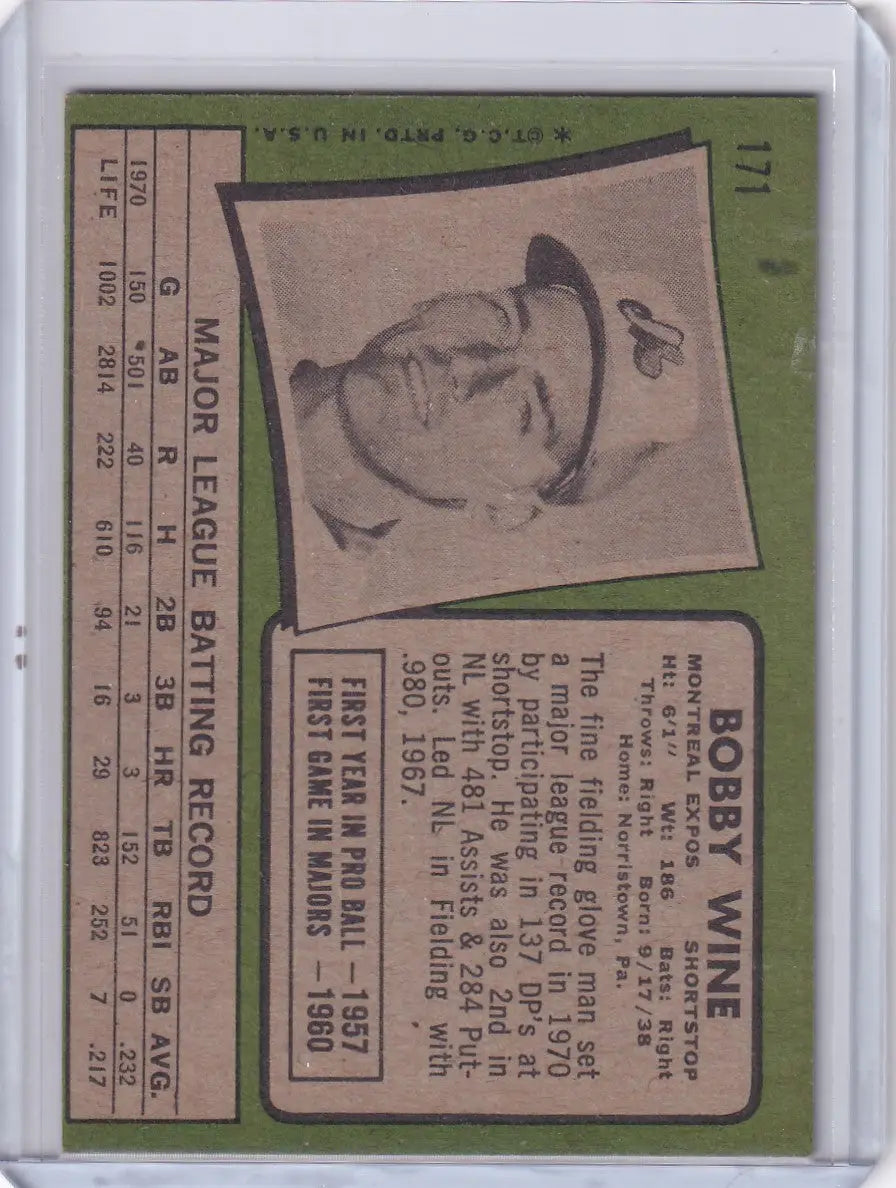 171
* ©T.C.G. PRTD. IN U.S.A.
BOBBY WINE
MONTREAL EXPOS SHORTSTOP
Ht: 6'1" Wt: 186 Bats: Right
Throws: Right Born: 9/17/38
Home: Norristown, Pa.
The fine fielding glove man set
a major league record in 1970
by participating in 137 DP's at
shortstop. He was also 2nd in
NL with 481 Assists & 284 Put-
outs. Led NL in Fielding with
.980, 1967.
FIRST YEAR IN PRO BALL — 1957
FIRST GAME IN MAJORS — 1960
MAJOR LEAGUE BATTING RECORD
G AB R H 2B 3B HR TB RBI SB AVG.
1970 150 *501 40 116 21 3 3 152 51 0 .232
LIFE 1002 2814 222 610 94 16 29 823 252 7 .217